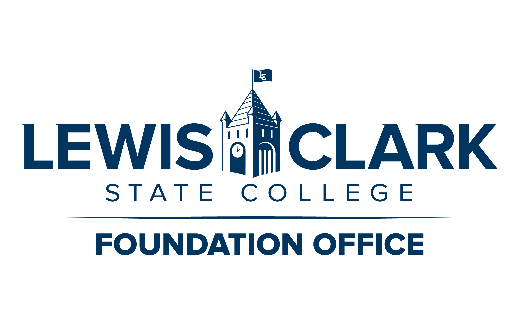 LEWIS CLARK
STATE COLLEGE
FOUNDATION OFFICE